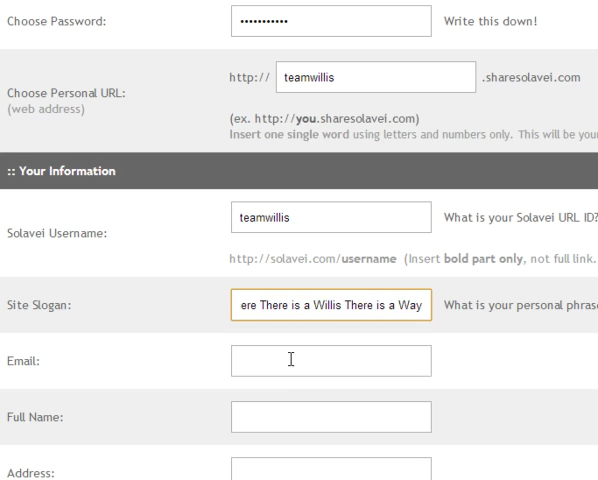 Choose Password: ••••••••••• Write this down!
http:// teamwillis .sharesolavei.com
Choose Personal URL:
(web address)
(ex. http://you.sharesolavei.com)
Insert one single word using letters and numbers only. This will be your
:: Your Information
teamwillis What is your Solavei URL ID?
Solavei Username:
http://solavei.com/username (Insert bold part only, not full link.
Site Slogan: ere There is a Willis There is a Way What is your personal phrase
Email:
Full Name:
Address: